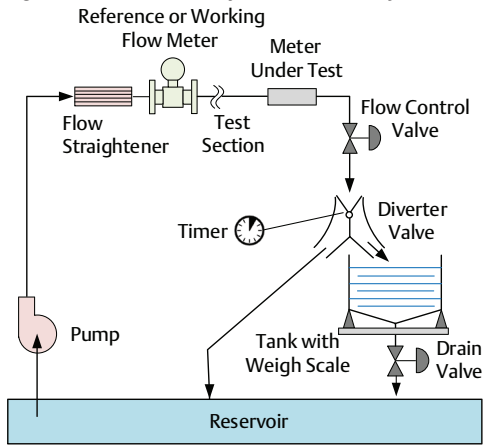 Reference or Working
Flow Meter
Meter
Under Test
Flow
Straightener
Test
Section
Flow Control
Valve
Timer
Diverter
Valve
Pump
Tank with
Weigh Scale
Drain
Valve
Reservoir